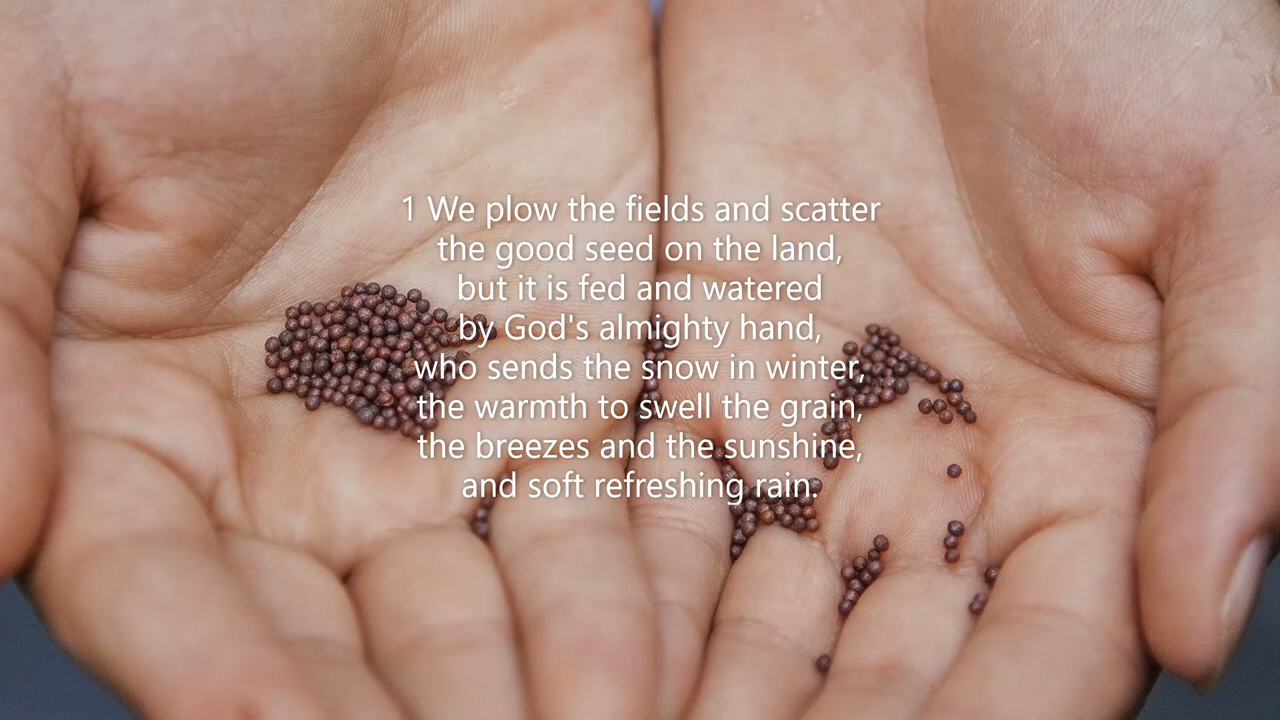 1 We plow the fields and scatter
the good seed on the land,
but it is fed and watered
by God's almighty hand,
who sends the snow in winter,
the warmth to swell the grain,
the breezes and the sunshine,
and soft refreshing rain.